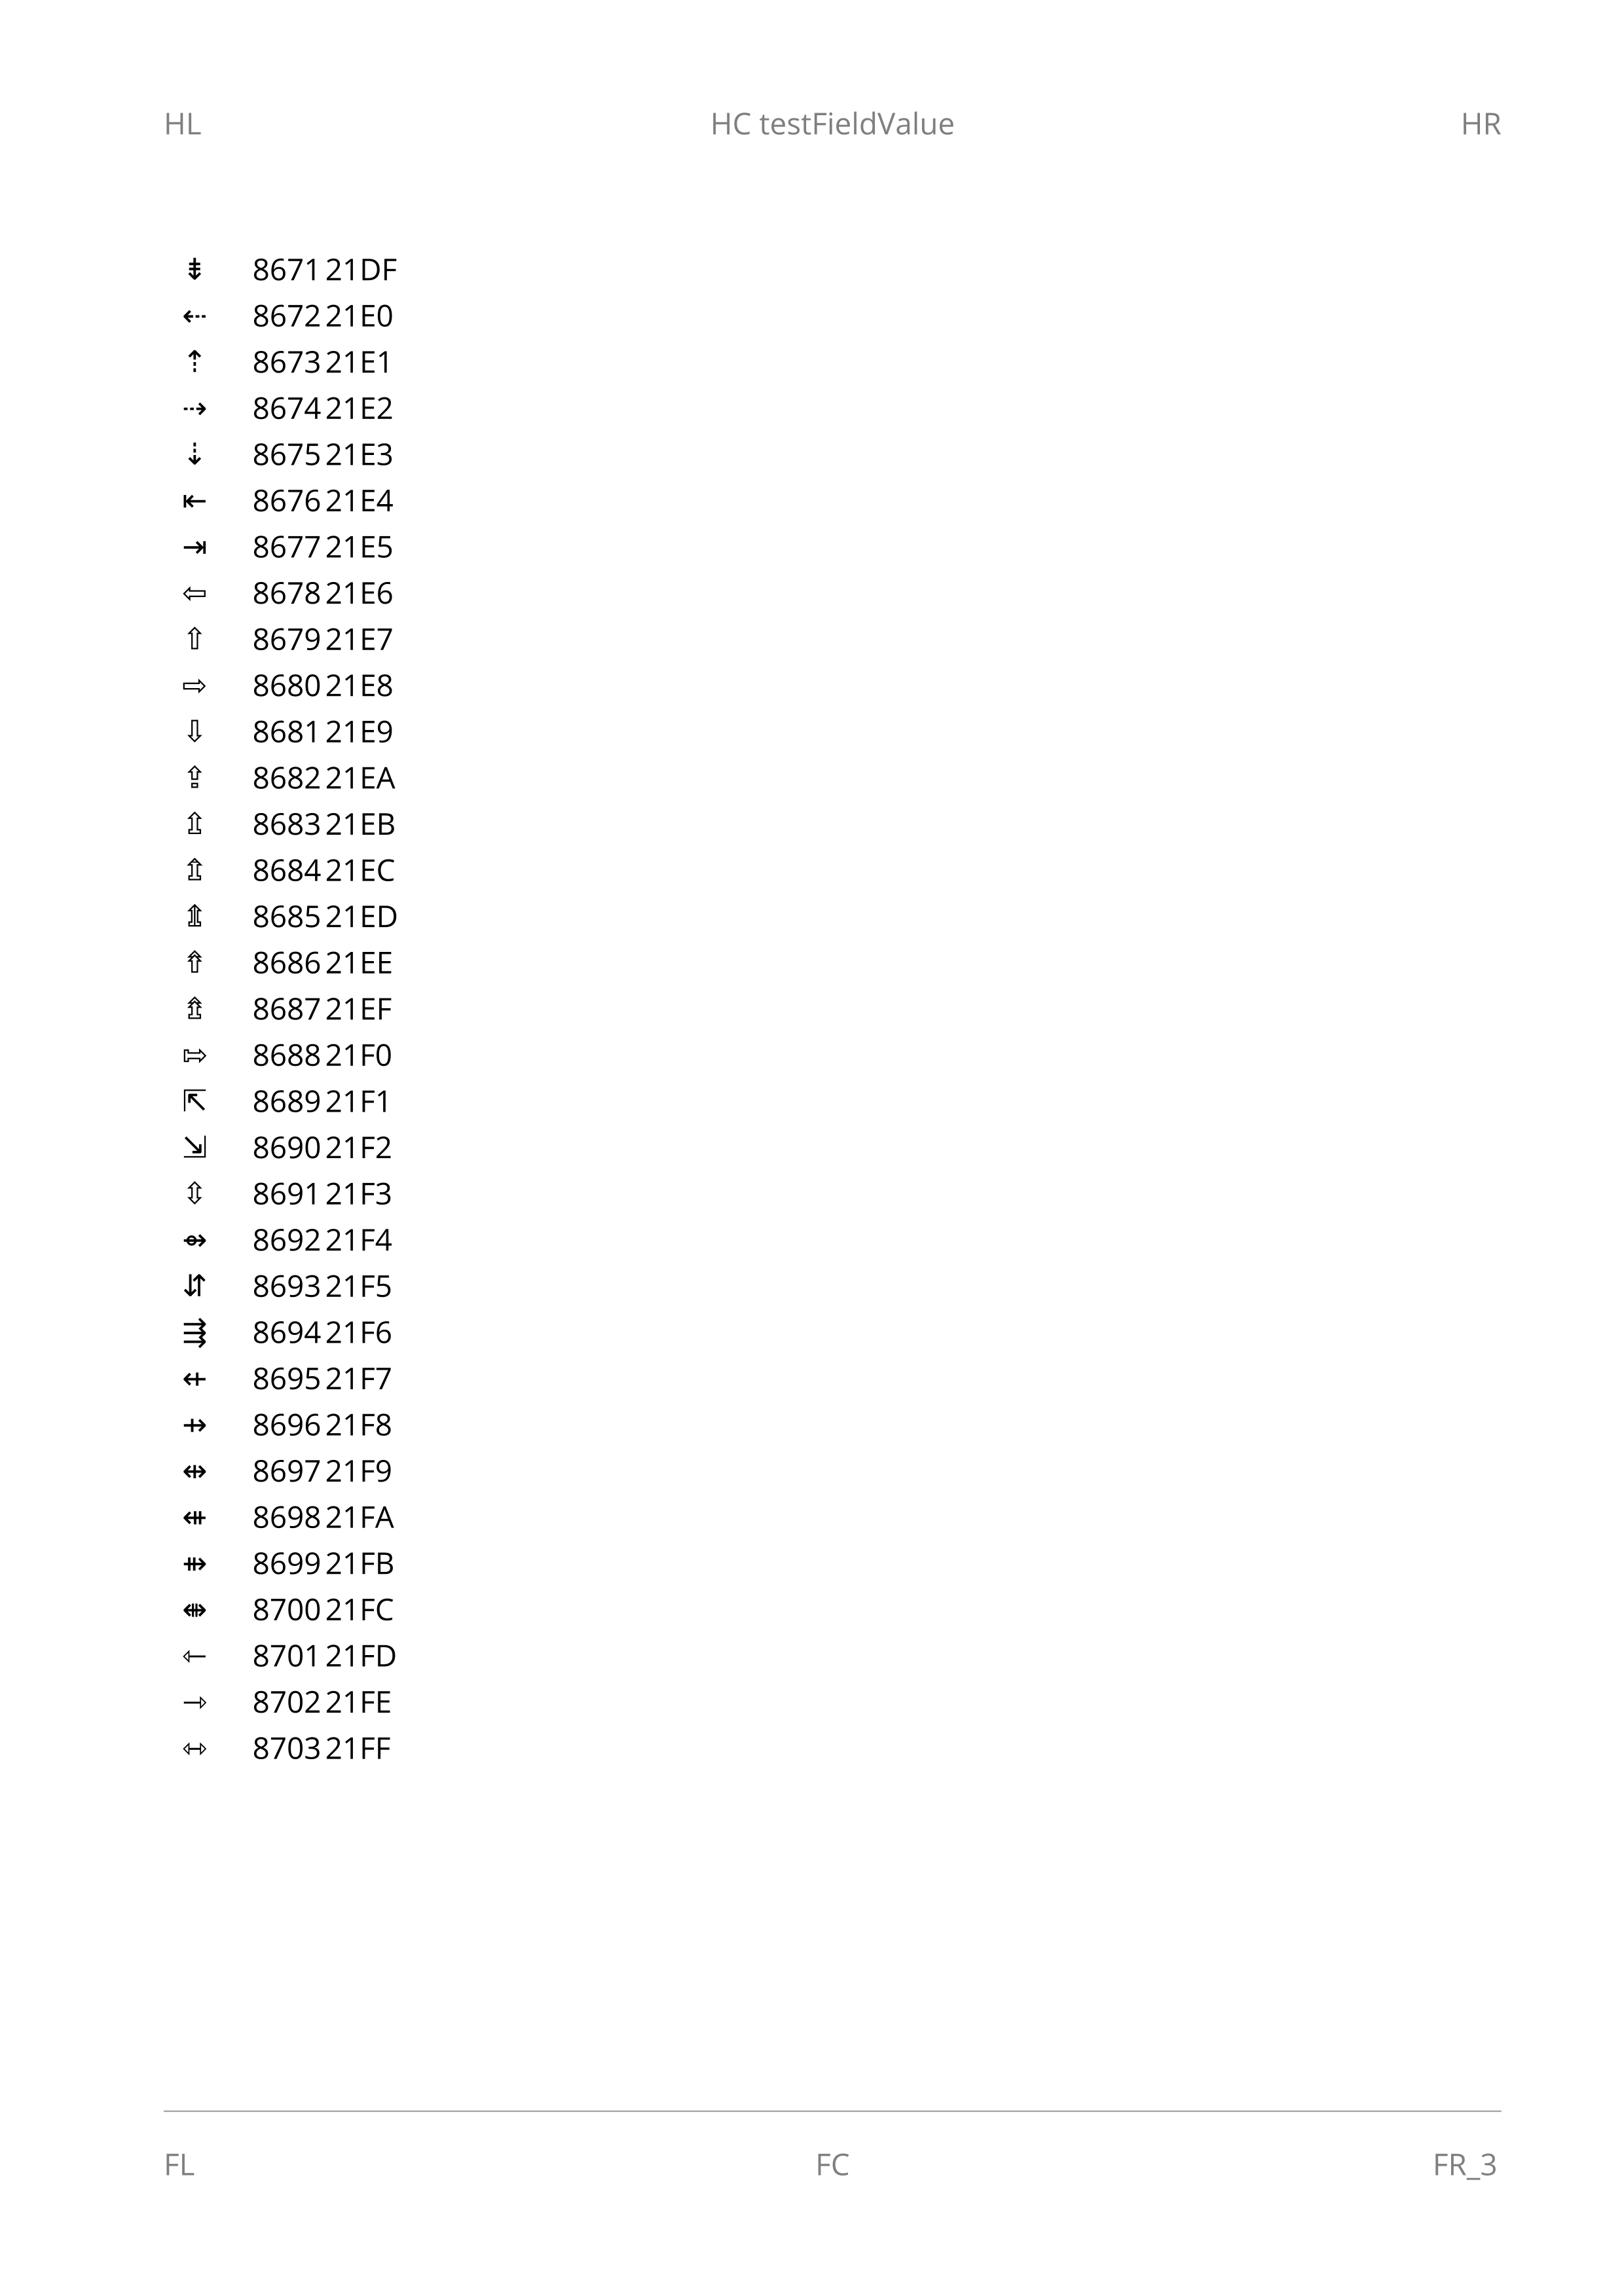 HL HC testFieldValue HR
⇟ 8671 21DF
⇠ 8672 21E0
⇡ 8673 21E1
⇢ 8674 21E2
⇣ 8675 21E3
⇤ 8676 21E4
⇥ 8677 21E5
⇦ 8678 21E6
⇧ 8679 21E7
⇨ 8680 21E8
⇩ 8681 21E9
⇪ 8682 21EA
⇫ 8683 21EB
⇬ 8684 21EC
⇭ 8685 21ED
⇮ 8686 21EE
⇯ 8687 21EF
⇰ 8688 21F0
⇱ 8689 21F1
⇲ 8690 21F2
⇳ 8691 21F3
⇴ 8692 21F4
⇵ 8693 21F5
⇶ 8694 21F6
⇷ 8695 21F7
⇸ 8696 21F8
⇹ 8697 21F9
⇺ 8698 21FA
⇻ 8699 21FB
⇼ 8700 21FC
⇽ 8701 21FD
⇾ 8702 21FE
⇿ 8703 21FF
FL FC FR_3